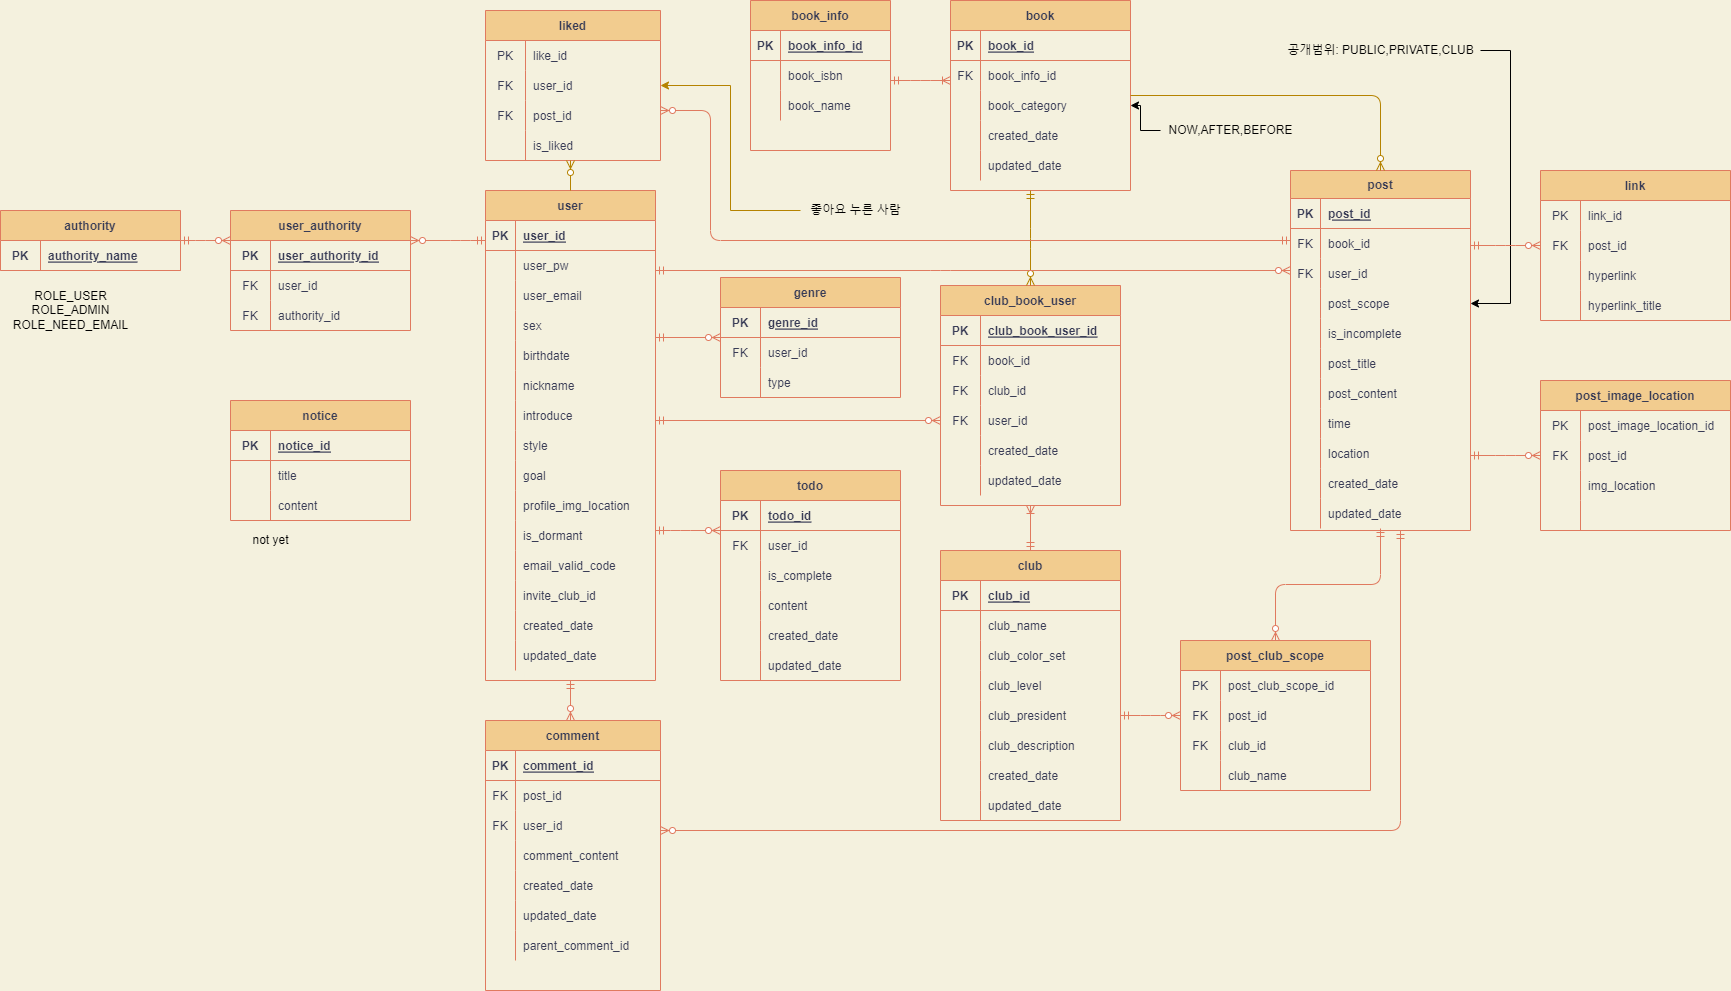 liked
PK like_id
FK user_id
FK post_id
is_liked
book_info
PK book_info_id
book_isbn
book_name
book
PK book_id
FK book_info_id
book_category
created_date
updated_date
공개범위: PUBLIC,PRIVATE,CLUB
NOW,AFTER,BEFORE
좋아요 누른 사람
authority
PK authority_name
ROLE_USER
ROLE_ADMIN
ROLE_NEED_EMAIL
user_authority
PK user_authority_id
FK user_id
FK authority_id
user
PK user_id
user_pw
user_email
sex
birthdate
nickname
introduce
style
goal
profile_img_location
is_dormant
email_valid_code
invite_club_id
created_date
updated_date
genre
PK genre_id
FK user_id
type
club_book_user
PK club_book_user_id
FK book_id
FK club_id
FK user_id
created_date
updated_date
post
PK post_id
FK book_id
FK user_id
post_scope
is_incomplete
post_title
post_content
time
location
created_date
updated_date
link
PK link_id
FK post_id
hyperlink
hyperlink_title
post_image_location
PK post_image_location_id
FK post_id
img_location
notice
PK notice_id
title
content
not yet
todo
PK todo_id
FK user_id
is_complete
content
created_date
updated_date
club
PK club_id
club_name
club_color_set
club_level
club_president
club_description
created_date
updated_date
post_club_scope
PK post_club_scope_id
FK post_id
FK club_id
club_name
comment
PK comment_id
FK post_id
FK user_id
comment_content
created_date
updated_date
parent_comment_id